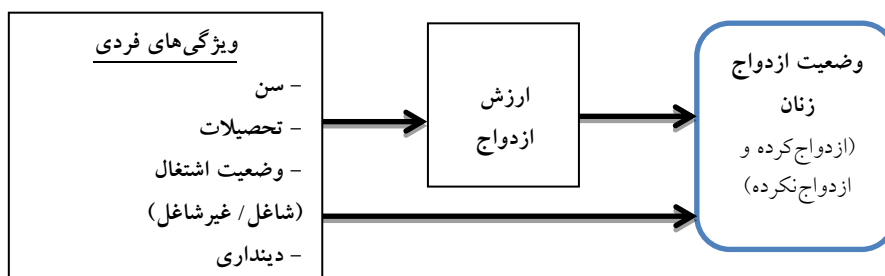 ویژگی‌های فردی
- سن
- تحصیلات
- وضعیت اشتغال
(شاغل/ غیرشاغل)
- دینداری
ارزش
ازدواج
وضعیت ازدواج
زنان
(ازدواج‌کرده و
ازدواج‌نکرده)